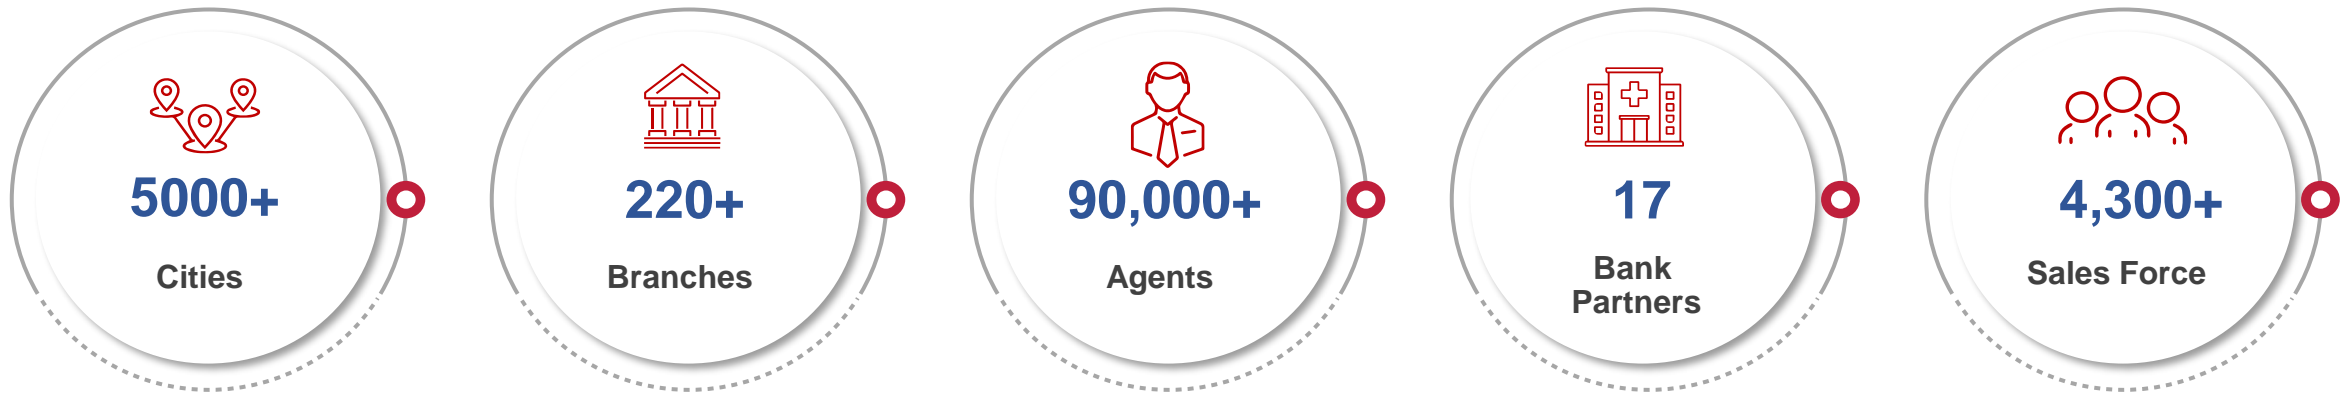 5000+
Cities
220+
Branches
90,000+
Agents
17
Bank
Partners
4,300+
Sales Force